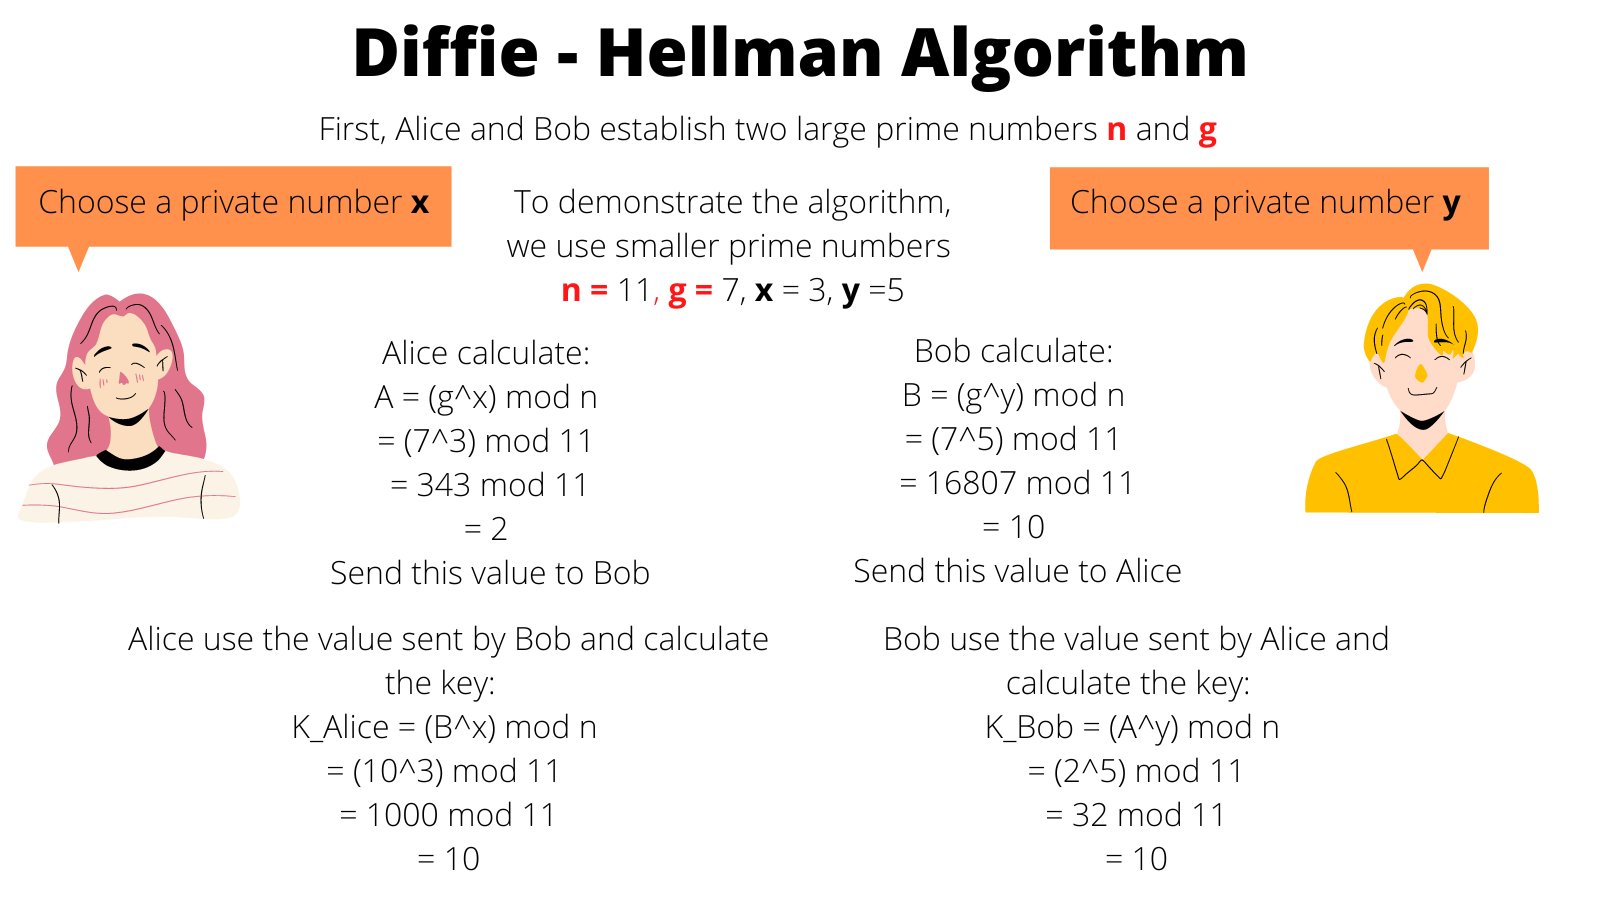 Diffie - Hellman Algorithm
First, Alice and Bob establish two large prime numbers n and g
Choose a private number x
To demonstrate the algorithm,
we use smaller prime numbers
n = 11, g = 7, x = 3, y =5
Choose a private number y
Alice calculate:
A = (g^x) mod n
= (7^3) mod 11
= 343 mod 11
= 2
Send this value to Bob
Bob calculate:
B = (g^y) mod n
= (7^5) mod 11
= 16807 mod 11
= 10
Send this value to Alice
Alice use the value sent by Bob and calculate
the key:
K_Alice = (B^x) mod n
= (10^3) mod 11
= 1000 mod 11
= 10
Bob use the value sent by Alice and
calculate the key:
K_Bob = (A^y) mod n
= (2^5) mod 11
= 32 mod 11
= 10